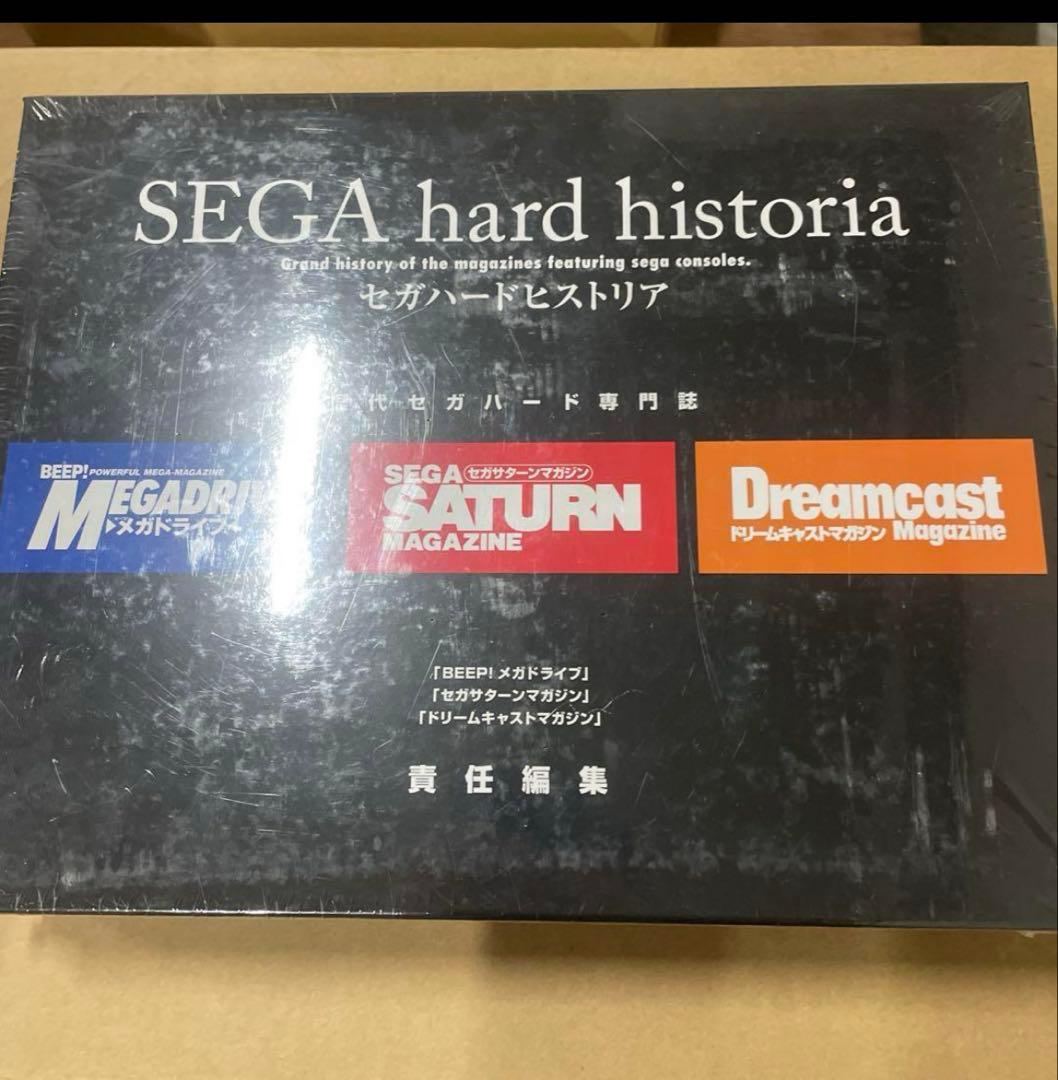 SEGA hard historia
Grand history of the magazines featuring sega consoles.
セガハードヒストリア
代セガハード専門誌
BEEP! POWERFUL MEGA-MAGAZINE
MEGADRIV
メガドライブ
SEGA セガサターンマガジン
SATURN
MAGAZINE
Dreamcast
ドリームキャストマガジン Magazine
「BEEP! メガドライブ」
「セガサターンマガジン」
「ドリームキャストマガジン」
責任編集